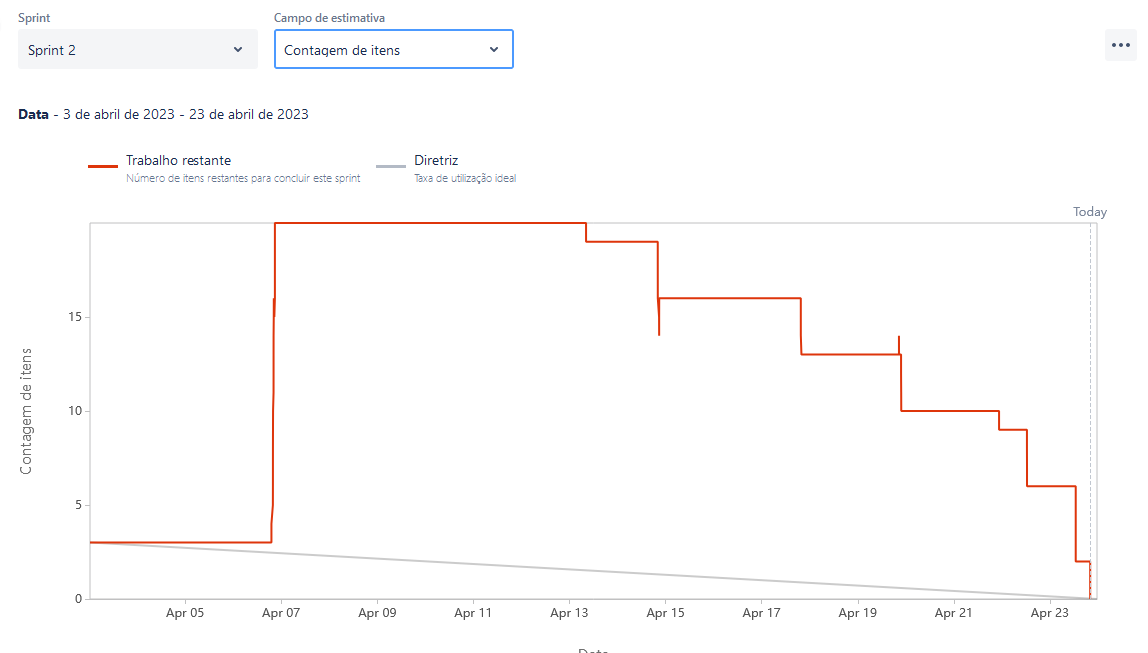 Sprint
Campo de estimativa
Sprint 2
Contagem de itens
Data - 3 de abril de 2023 - 23 de abril de 2023
Trabalho restante
Número de itens restantes para concluir este sprint
Diretriz
Taxa de utilização ideal
Today
15
10
5
0
Contagem de itens
Apr 05
Apr 07
Apr 09
Apr 11
Apr 13
Apr 15
Apr 17
Apr 19
Apr 21
Apr 23
Data